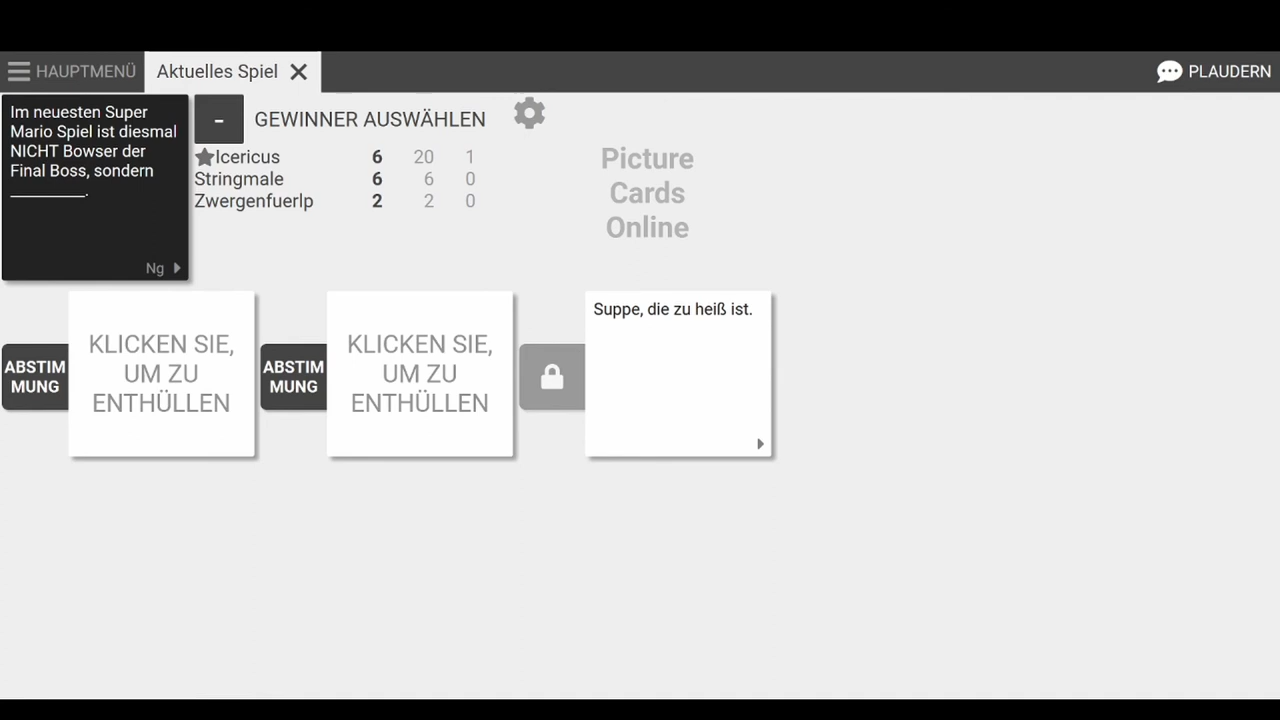 HAUPTMENÜ
Aktuelles Spiel
PLAUDERN
Im neuesten Super
Mario Spiel ist diesmal
NICHT Bowser der
Final Boss, sondern
________.
Ng
-
GEWINNER AUSWÄHLEN
Icericus 6 20 1
Stringmale 6 6 0
Zwergenfuerlp 2 2 0
Picture
Cards
Online
ABSTIM
MUNG
KLICKEN SIE,
UM ZU
ENTHÜLLEN
ABSTIM
MUNG
KLICKEN SIE,
UM ZU
ENTHÜLLEN
Suppe, die zu heiß ist.